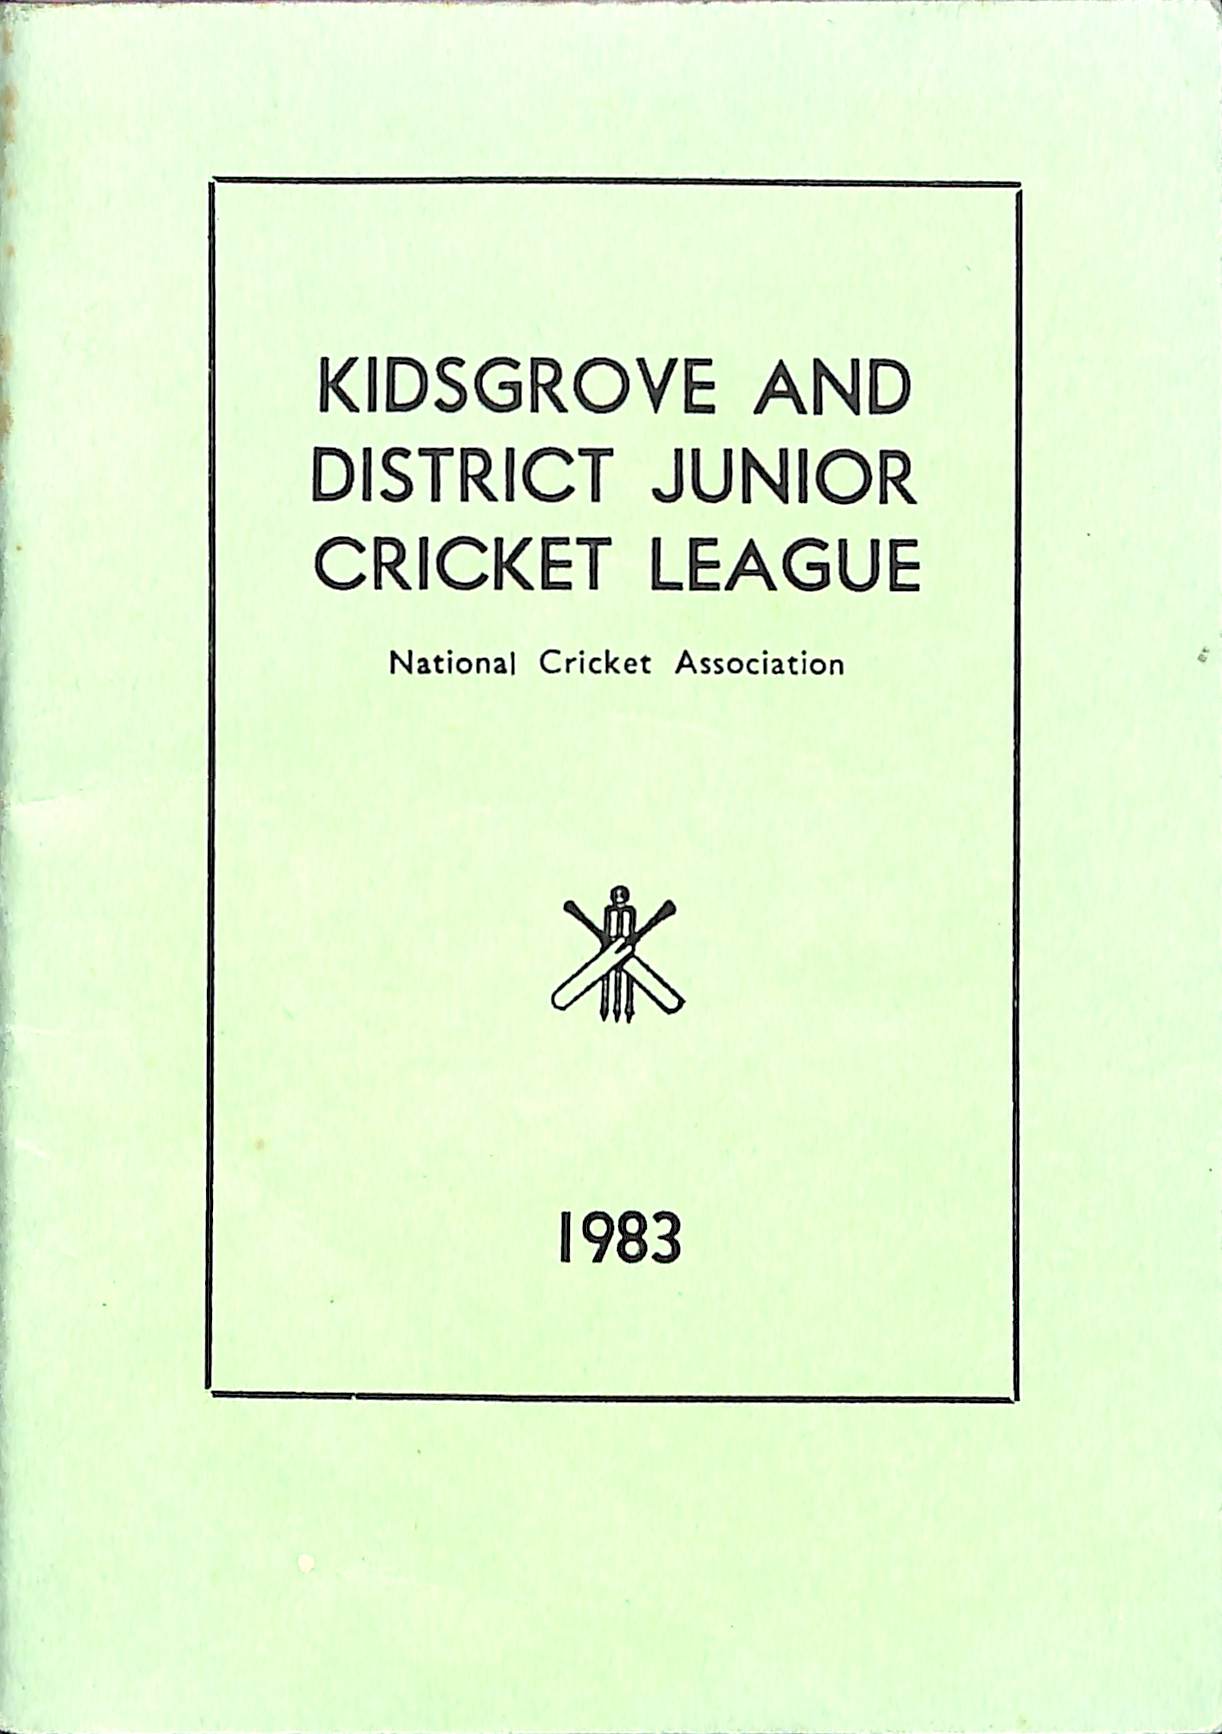 KIDSGROVE AND
DISTRICT JUNIOR
CRICKET LEAGUE
National Cricket Association
1983